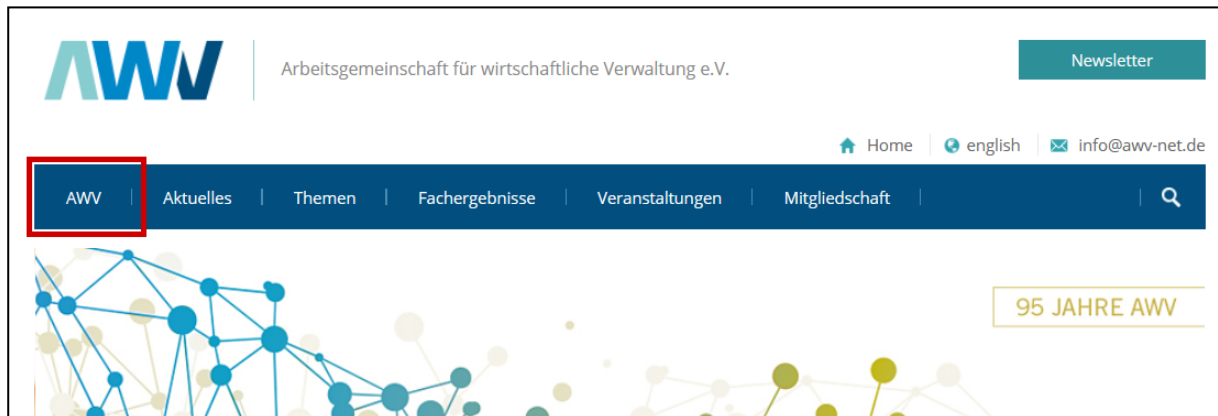 AWV
Arbeitsgemeinschaft für wirtschaftliche Verwaltung e.V.
Newsletter
Home english info@awv-net.de
AWV Aktuelles Themen Fachergebnisse Veranstaltungen Mitgliedschaft
95 JAHRE AWV